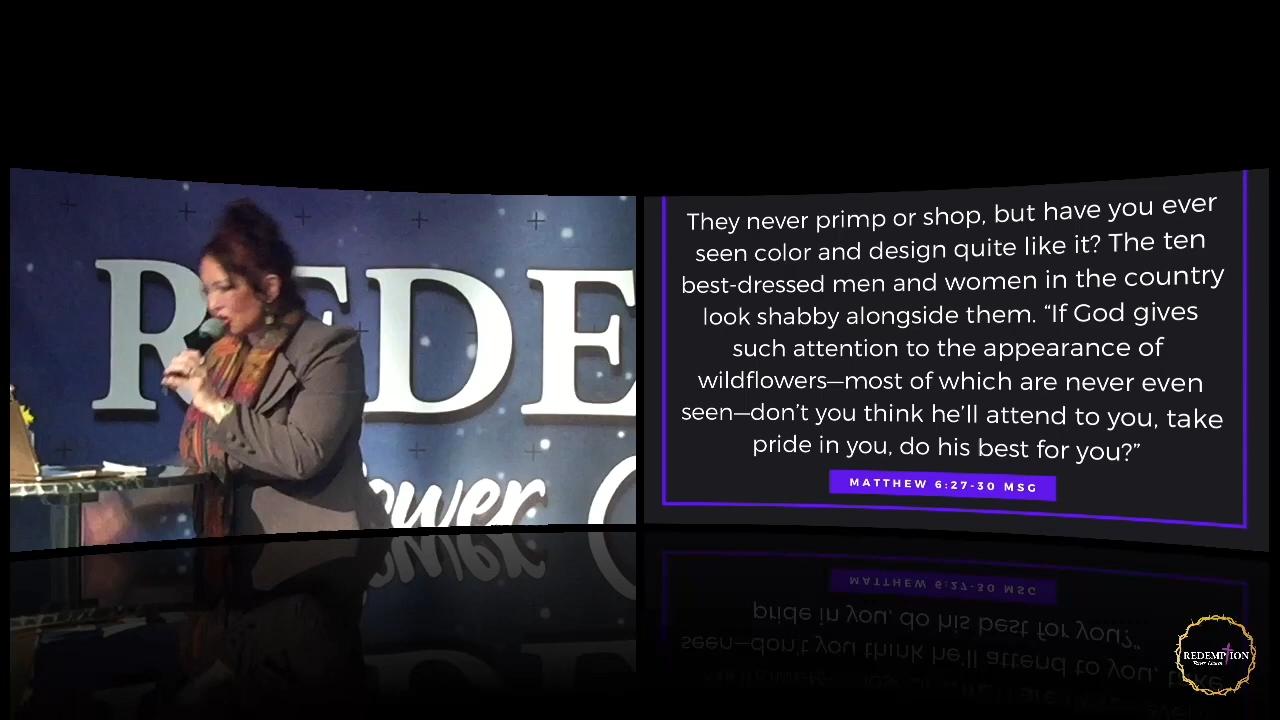 REDE
ower
They never primp or shop, but have you ever
seen color and design quite like it? The ten
best-dressed men and women in the country
look shabby alongside them. “If God gives
such attention to the appearance of
wildflowers—most of which are never even
seen—don’t you think he’ll attend to you, take
pride in you, do his best for you?”
MATTHEW 6:27-30 MSG
REDEMPTION